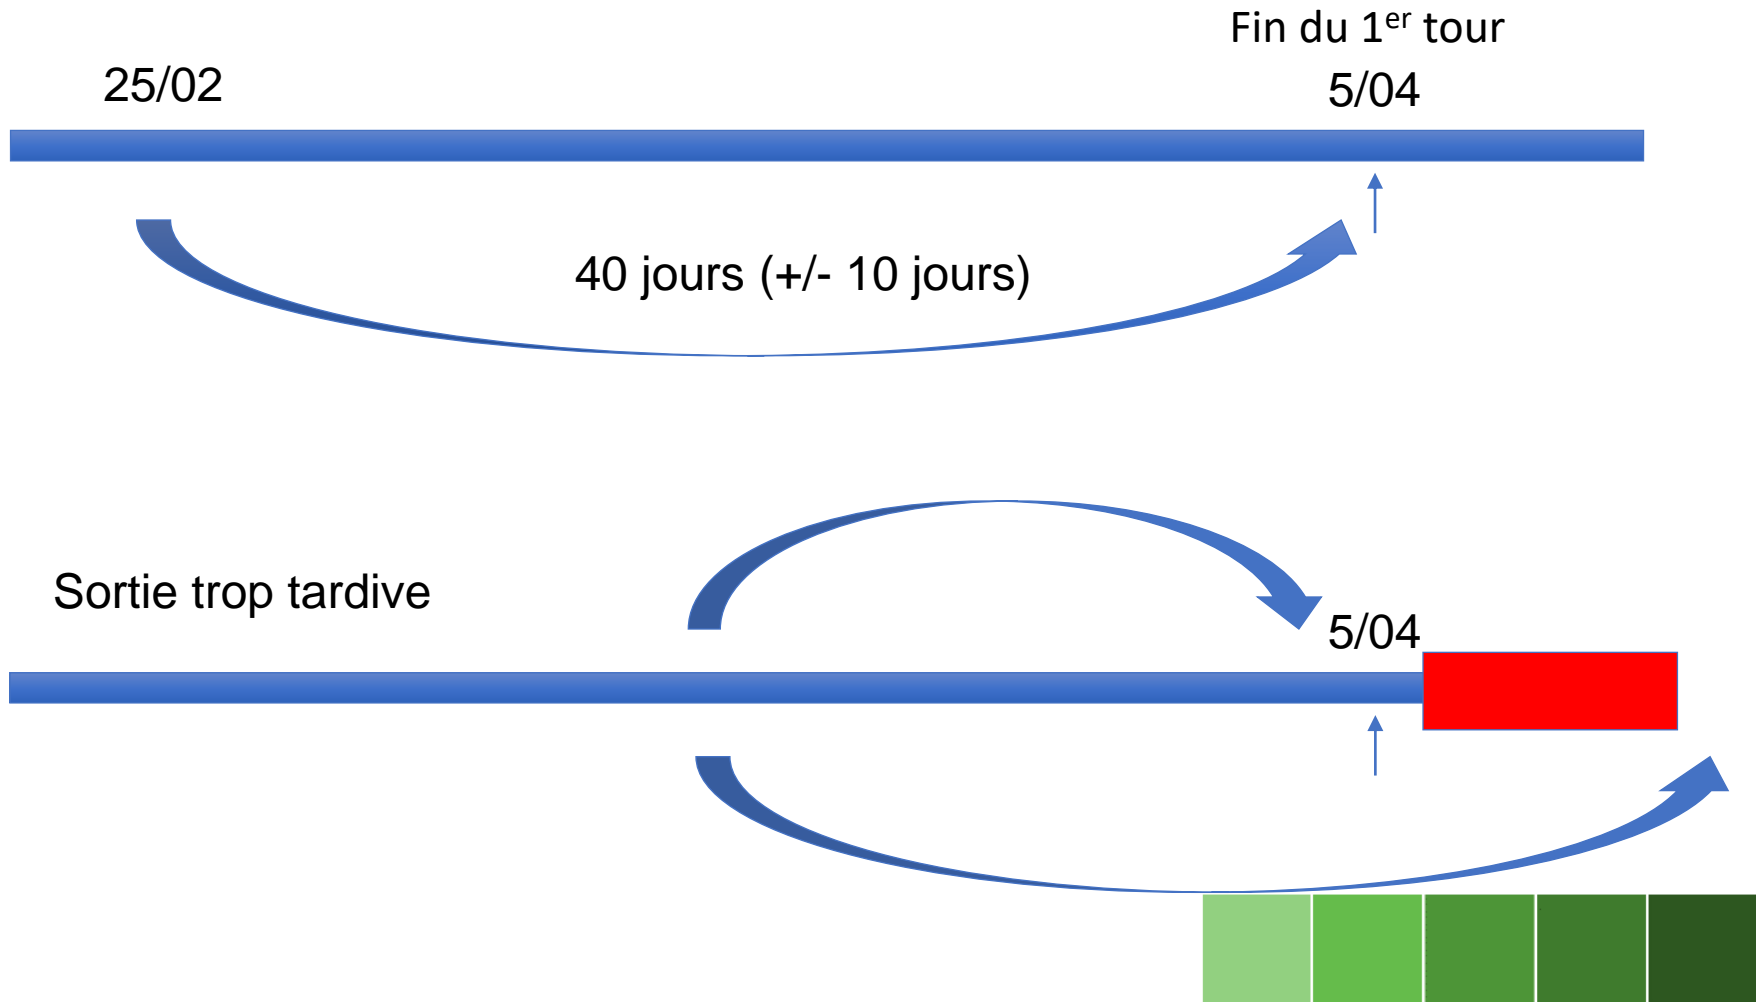 Fin du 1er tour
25/02
5/04
40 jours (+/- 10 jours)
Sortie trop tardive
5/04